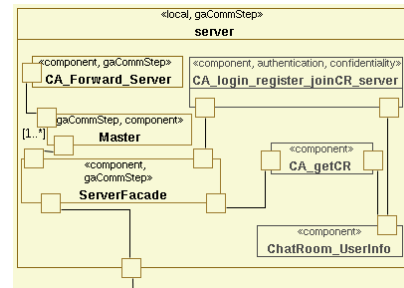 «local, gaCommStep»
server
«component, gaCommStep»
CA_Forward_Server
«component, authentication, confidentiality»
CA_login_register_joinCR_server
gaCommStep, component»
Master
[1..*]
«component,
gaCommStep»
ServerFacade
«component»
CA_getCR
«component»
ChatRoom_UserInfo